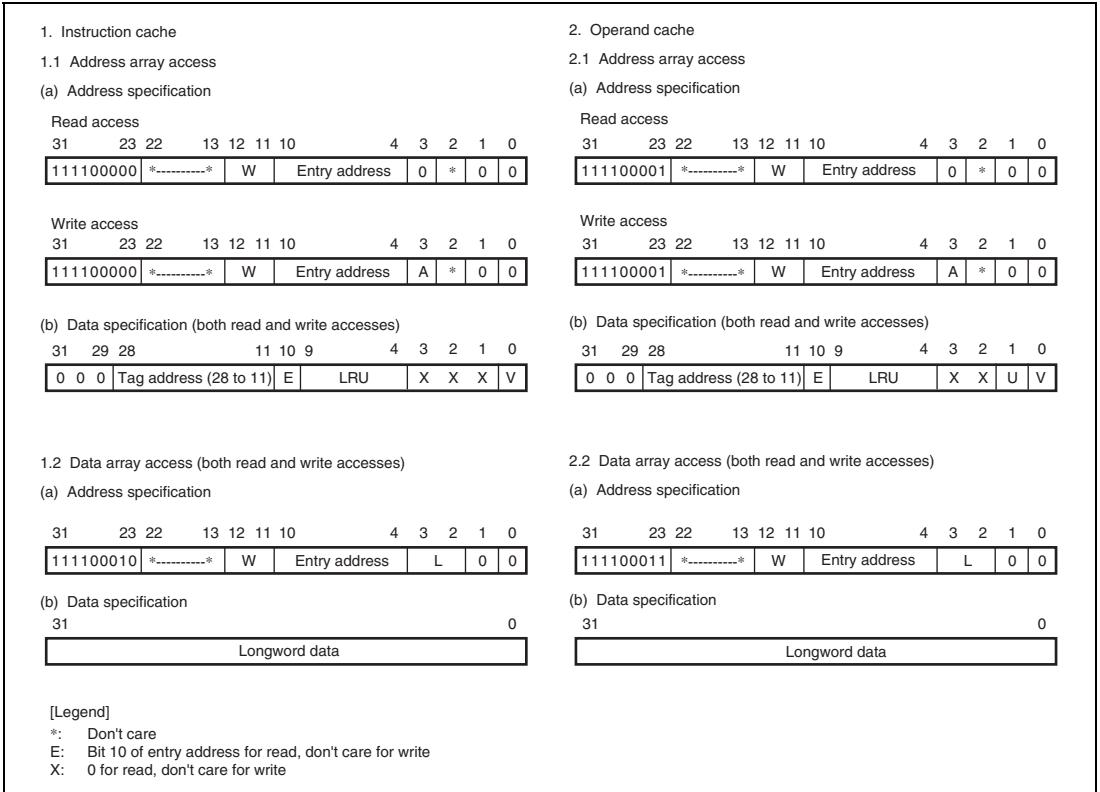 1. Instruction cache
1.1 Address array access
(a) Address specification
Read access
31 23 22 13 12 11 10 4 3 2 1 0
111100000 *----------* W Entry address 0 * 0 0
Write access
31 23 22 13 12 11 10 4 3 2 1 0
111100000 *----------* W Entry address A * 0 0
(b) Data specification (both read and write accesses)
31 29 28 11 10 9 4 3 2 1 0
0 0 0 Tag address (28 to 11) E LRU X X X V
1.2 Data array access (both read and write accesses)
(a) Address specification
31 23 22 13 12 11 10 4 3 2 1 0
111100010 *----------* W Entry address L 0 0
(b) Data specification
31 0
Longword data
2. Operand cache
2.1 Address array access
(a) Address specification
Read access
31 23 22 13 12 11 10 4 3 2 1 0
111100001 *----------* W Entry address 0 * 0 0
Write access
31 23 22 13 12 11 10 4 3 2 1 0
111100001 *----------* W Entry address A * 0 0
(b) Data specification (both read and write accesses)
31 29 28 11 10 9 4 3 2 1 0
0 0 0 Tag address (28 to 11) E LRU X X U V
2.2 Data array access (both read and write accesses)
(a) Address specification
31 23 22 13 12 11 10 4 3 2 1 0
111100011 *----------* W Entry address L 0 0
(b) Data specification
31 0
Longword data
[Legend]
*: Don't care
E: Bit 10 of entry address for read, don't care for write
X: 0 for read, don't care for write